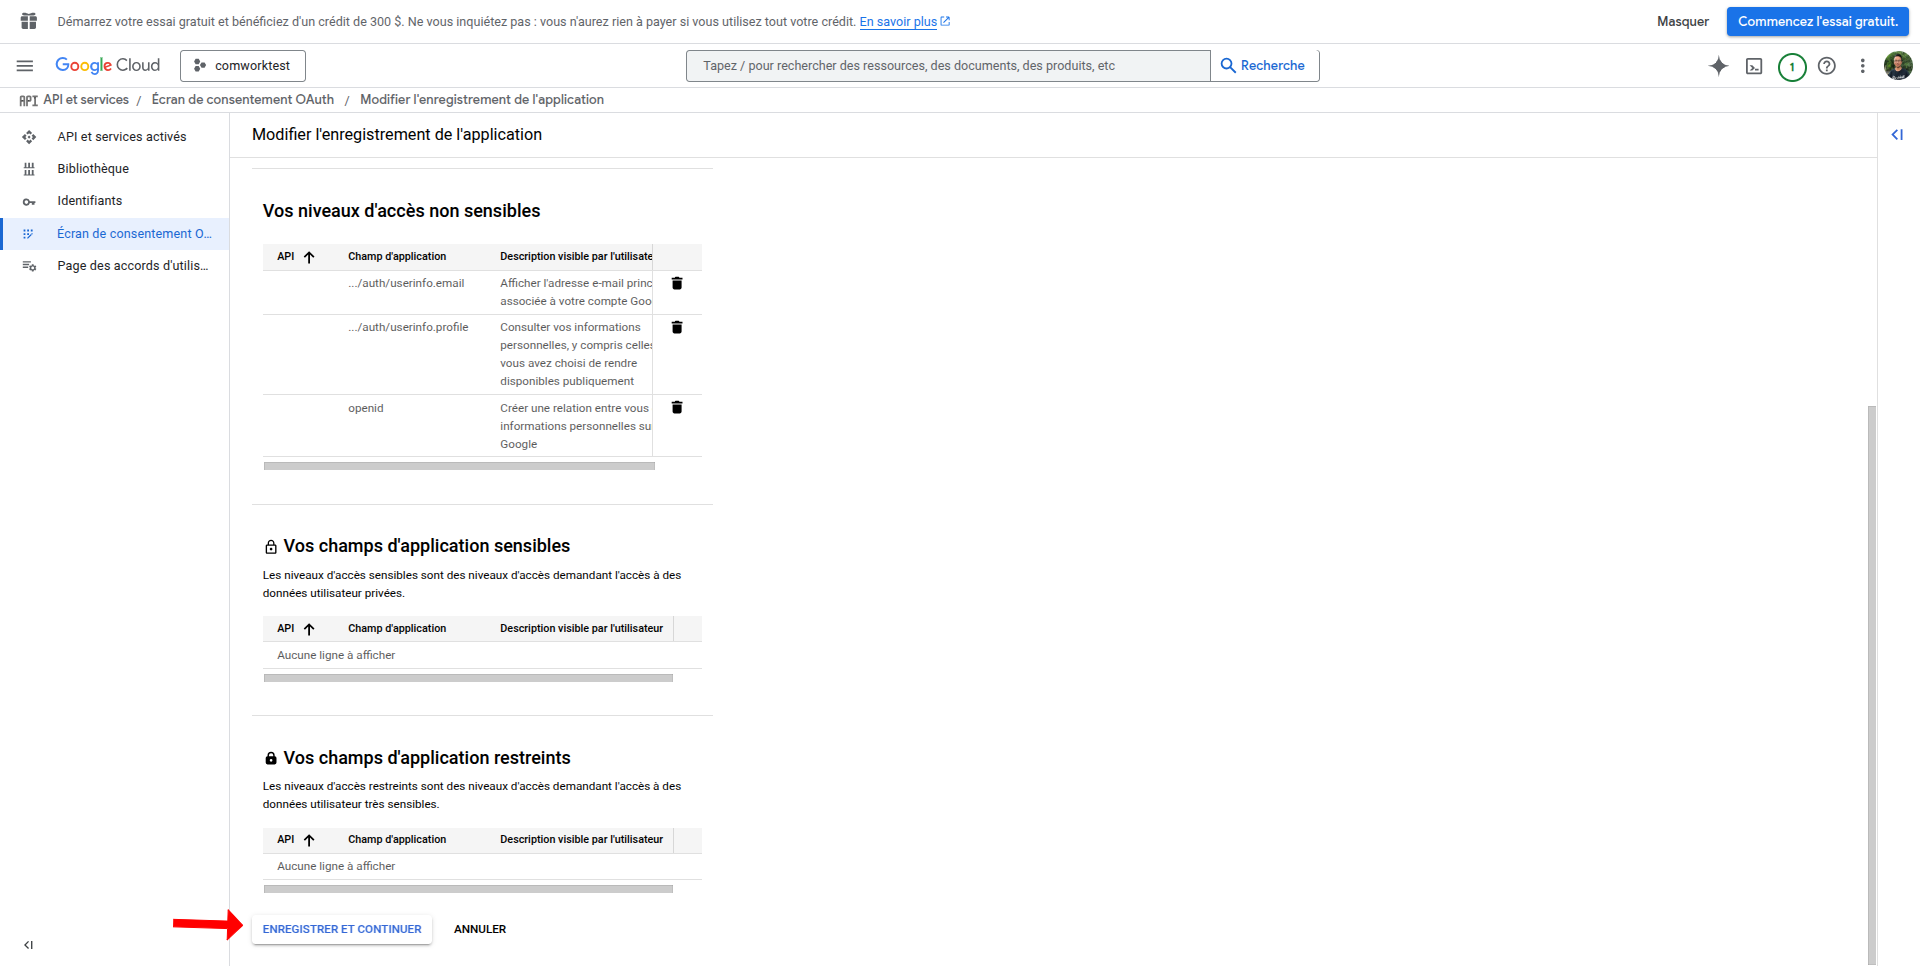 Démarrez votre essai gratuit et bénéficiez d'un crédit de 300 $. Ne vous inquiétez pas : vous n'aurez rien à payer si vous utilisez tout votre crédit. En savoir plus
Masquer
Commencez l'essai gratuit.
Google Cloud
comworktest
Tapez / pour rechercher des ressources, des documents, des produits, etc
Recherche
1
API API et services / Écran de consentement OAuth / Modifier l'enregistrement de l'application
API et services activés
Bibliothèque
Identifiants
Écran de consentement O...
Page des accords d'utilis...
Modifier l'enregistrement de l'application
Vos niveaux d'accès non sensibles
API Champ d'application Description visible par l'utilisate
.../auth/userinfo.email Afficher l'adresse e-mail princ
associée à votre compte Goo
.../auth/userinfo.profile Consulter vos informations
personnelles, y compris celles
vous avez choisi de rendre
disponibles publiquement
openid Créer une relation entre vous
informations personnelles su
Google
Vos champs d'application sensibles
Les niveaux d'accès sensibles sont des niveaux d'accès demandant l'accès à des
données utilisateur privées.
API Champ d'application Description visible par l'utilisateur
Aucune ligne à afficher
Vos champs d'application restreints
Les niveaux d'accès restreints sont des niveaux d'accès demandant l'accès à des
données utilisateur très sensibles.
API Champ d'application Description visible par l'utilisateur
Aucune ligne à afficher
ENREGISTRER ET CONTINUER
ANNULER